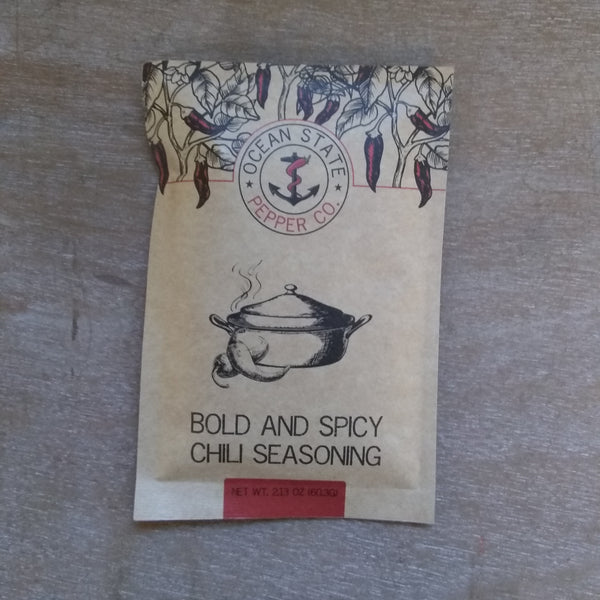 OCEAN STATE
PEPPER CO.
BOLD AND SPICY
CHILI SEASONING
NET WT. 2.13 OZ (60.3G)